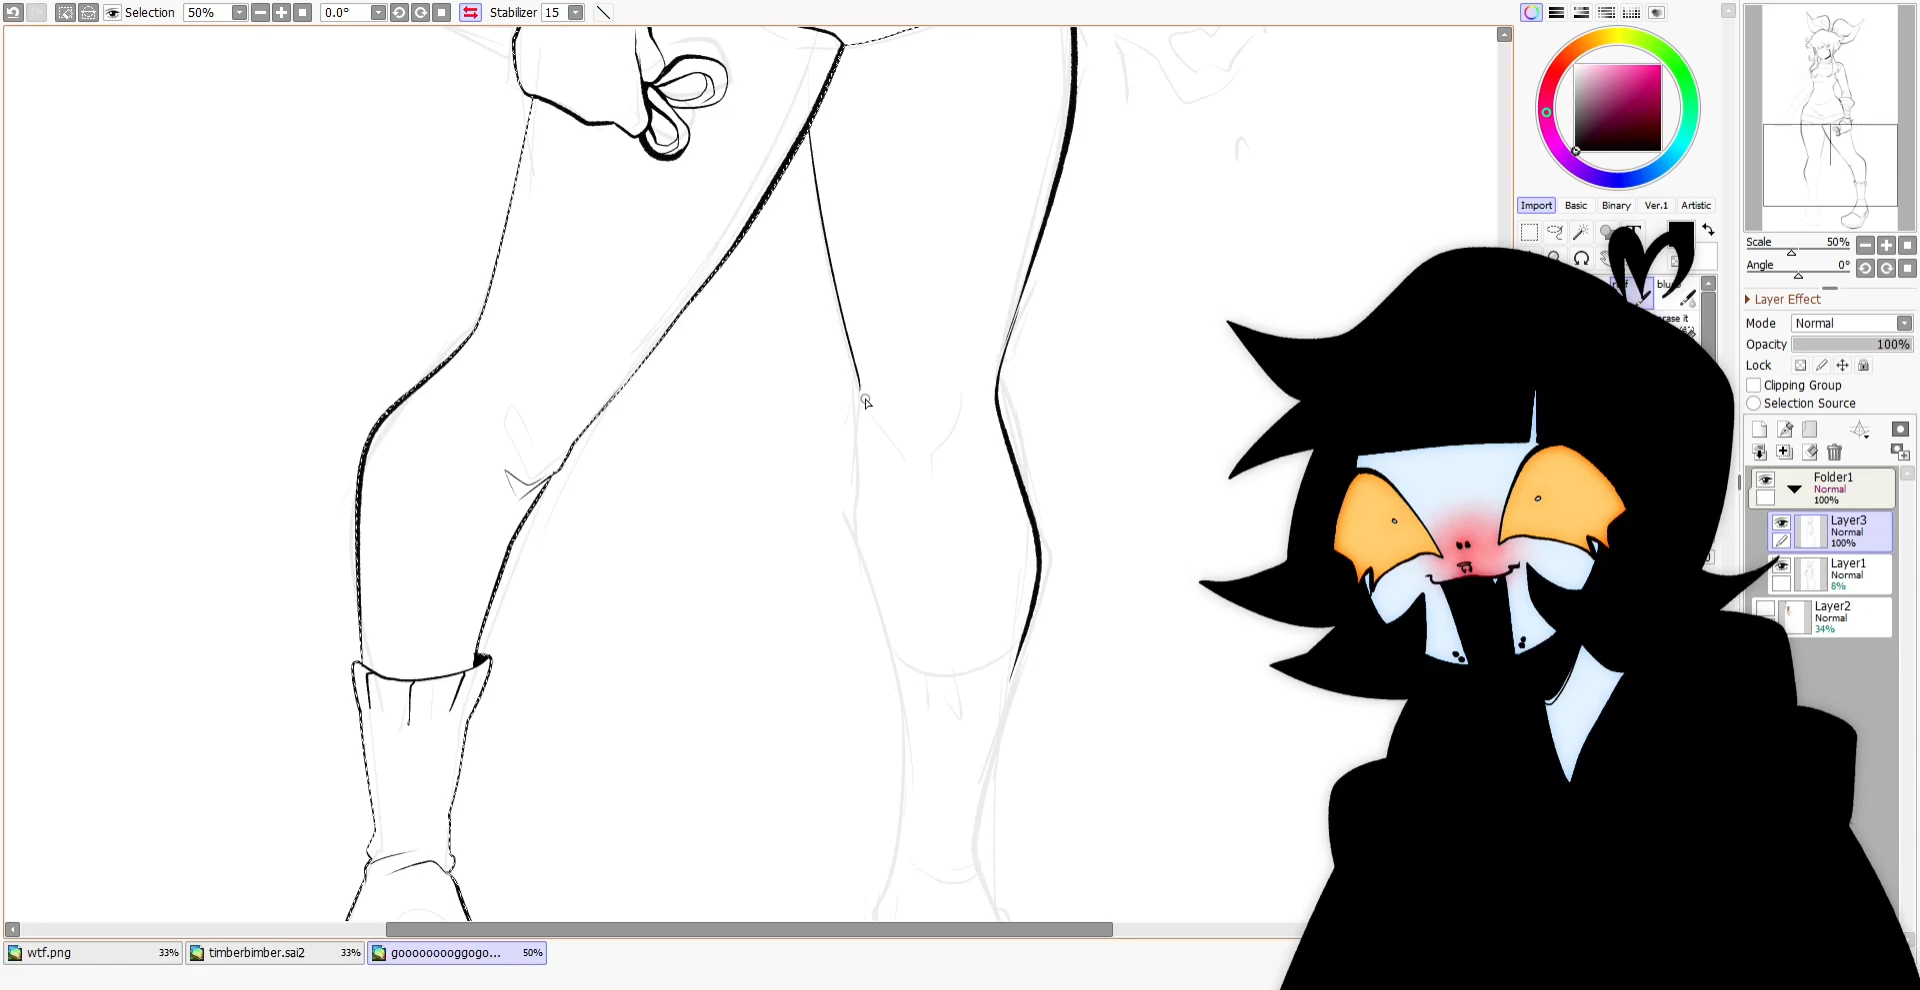 Selection 50% 0.0° Stabilizer 15
Import Basic Binary Ver.1 Artistic
Scale 50%
Angle 0°
Layer Effect
Mode Normal
Opacity 100%
Lock
Clipping Group
Selection Source
Folder1
Normal
100%
Layer3
Normal
100%
Layer1
Normal
8%
Layer2
Normal
34%
wtf.png 33% timberbimber.sai2 33% 50%